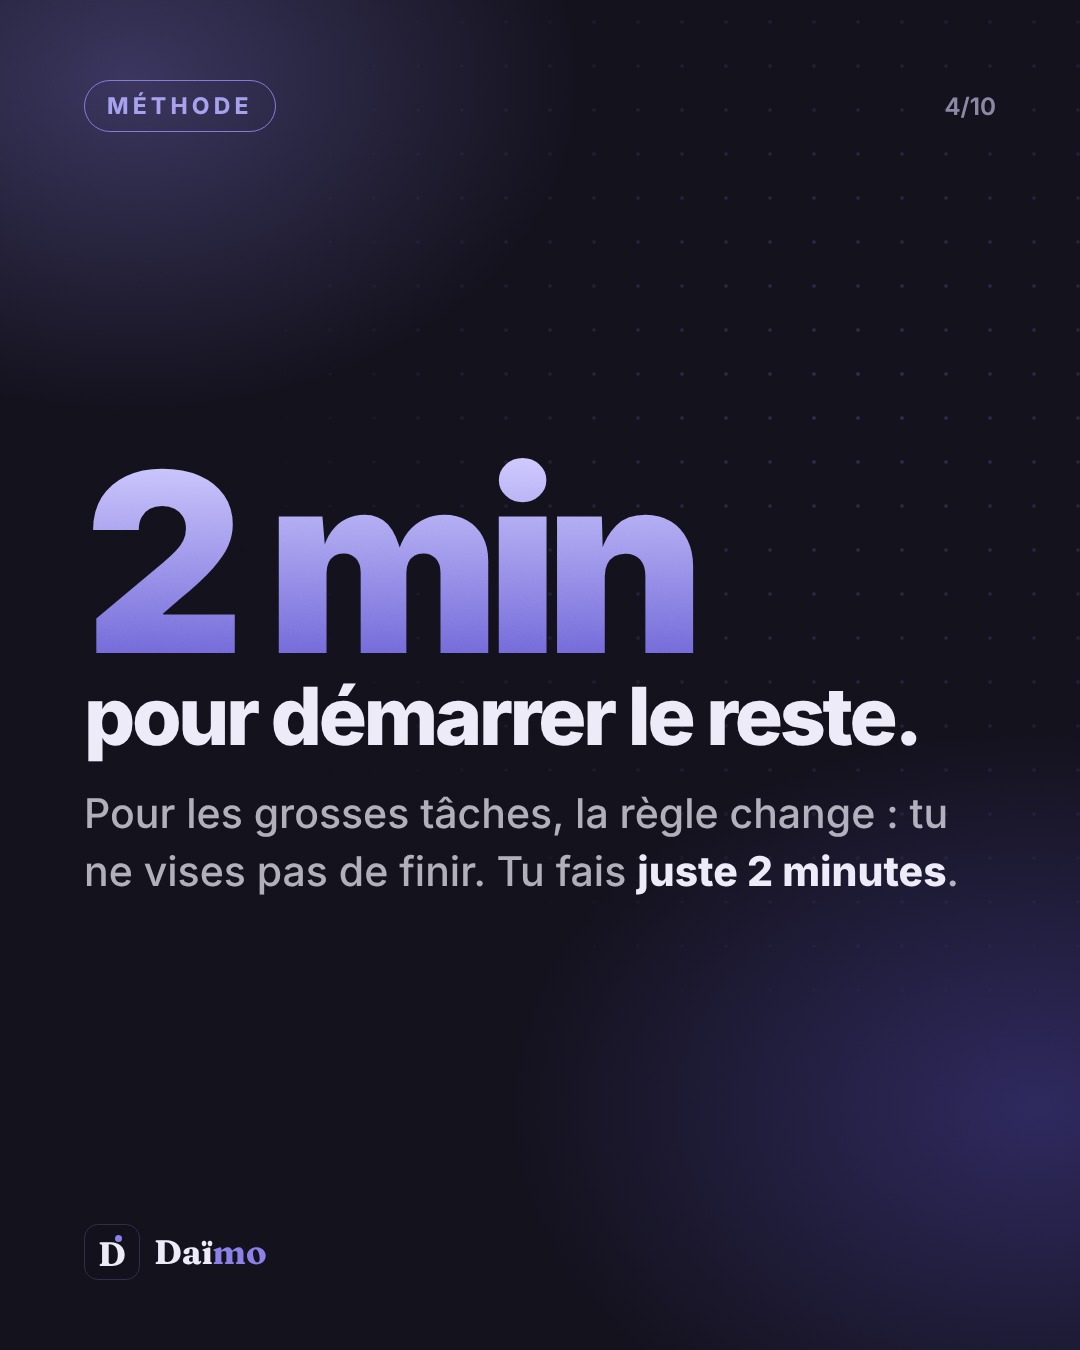 MÉTHODE
4/10
2 min
pour démarrer le reste.
Pour les grosses tâches, la règle change : tu
ne vises pas de finir. Tu fais juste 2 minutes.
D Daïmo